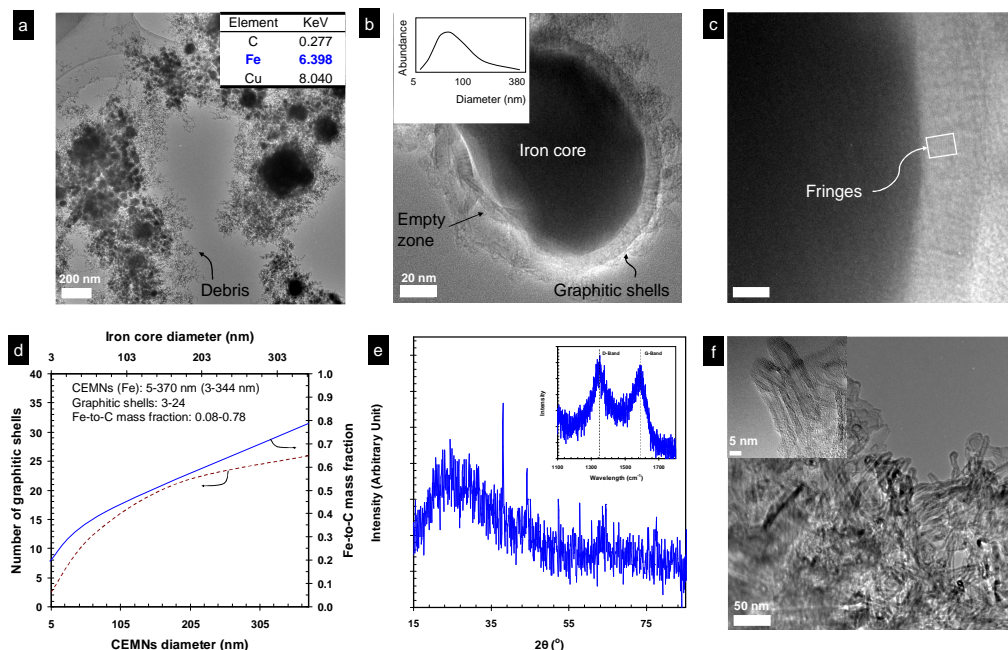 a
Element KeV
C 0.277
Fe 6.398
Cu 8.040
200 nm
Debris
b
Abundance
5 100 380
Diameter (nm)
Iron core
Empty
zone
20 nm
Graphitic shells
c
Fringes
d
Iron core diameter (nm)
3 103 203 303
40
35
30
25
20
15
10
5
0
Number of graphitic shells
CEMNs (Fe): 5-370 nm (3-344 nm)
Graphitic shells: 3-24
Fe-to-C mass fraction: 0.08-0.78
1.0
0.9
0.8
0.7
0.6
0.5
0.4
0.3
0.2
0.1
0.0
Fe-to-C mass fraction
5 105 205 305
CEMNs diameter (nm)
e
Intensity (Arbitrary Unit)
D-Band G-Band
Intensity
1100 1300 1500 1700
Wavelength (cm⁻¹)
15 35 55 75
2θ (°)
f
5 nm
50 nm